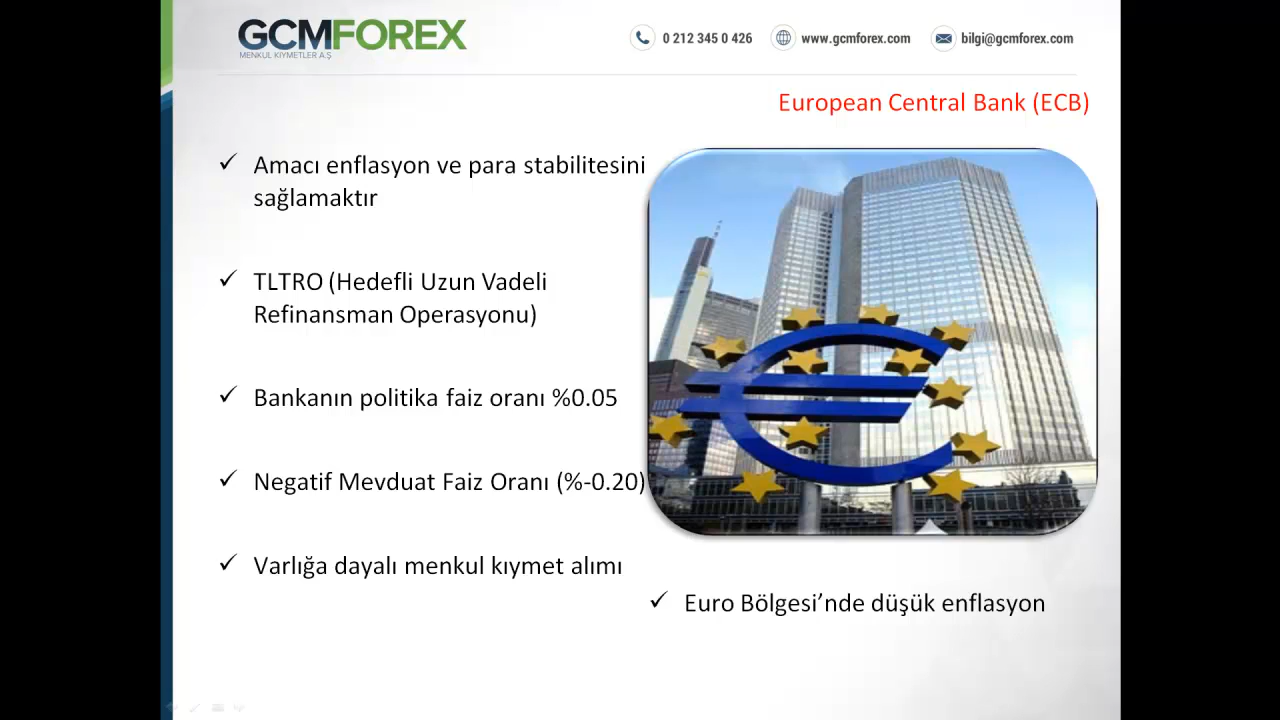 GCMFOREX
MENKUL KIYMETLER A.Ş
0 212 345 0 426
www.gcmforex.com
bilgi@gcmforex.com
European Central Bank (ECB)
Amacı enflasyon ve para stabilitesini
sağlamaktır
TLTRO (Hedefli Uzun Vadeli
Refinansman Operasyonu)
Bankanın politika faiz oranı %0.05
Negatif Mevduat Faiz Oranı (%-0.20)
Varlığa dayalı menkul kıymet alımı
Euro Bölgesi’nde düşük enflasyon